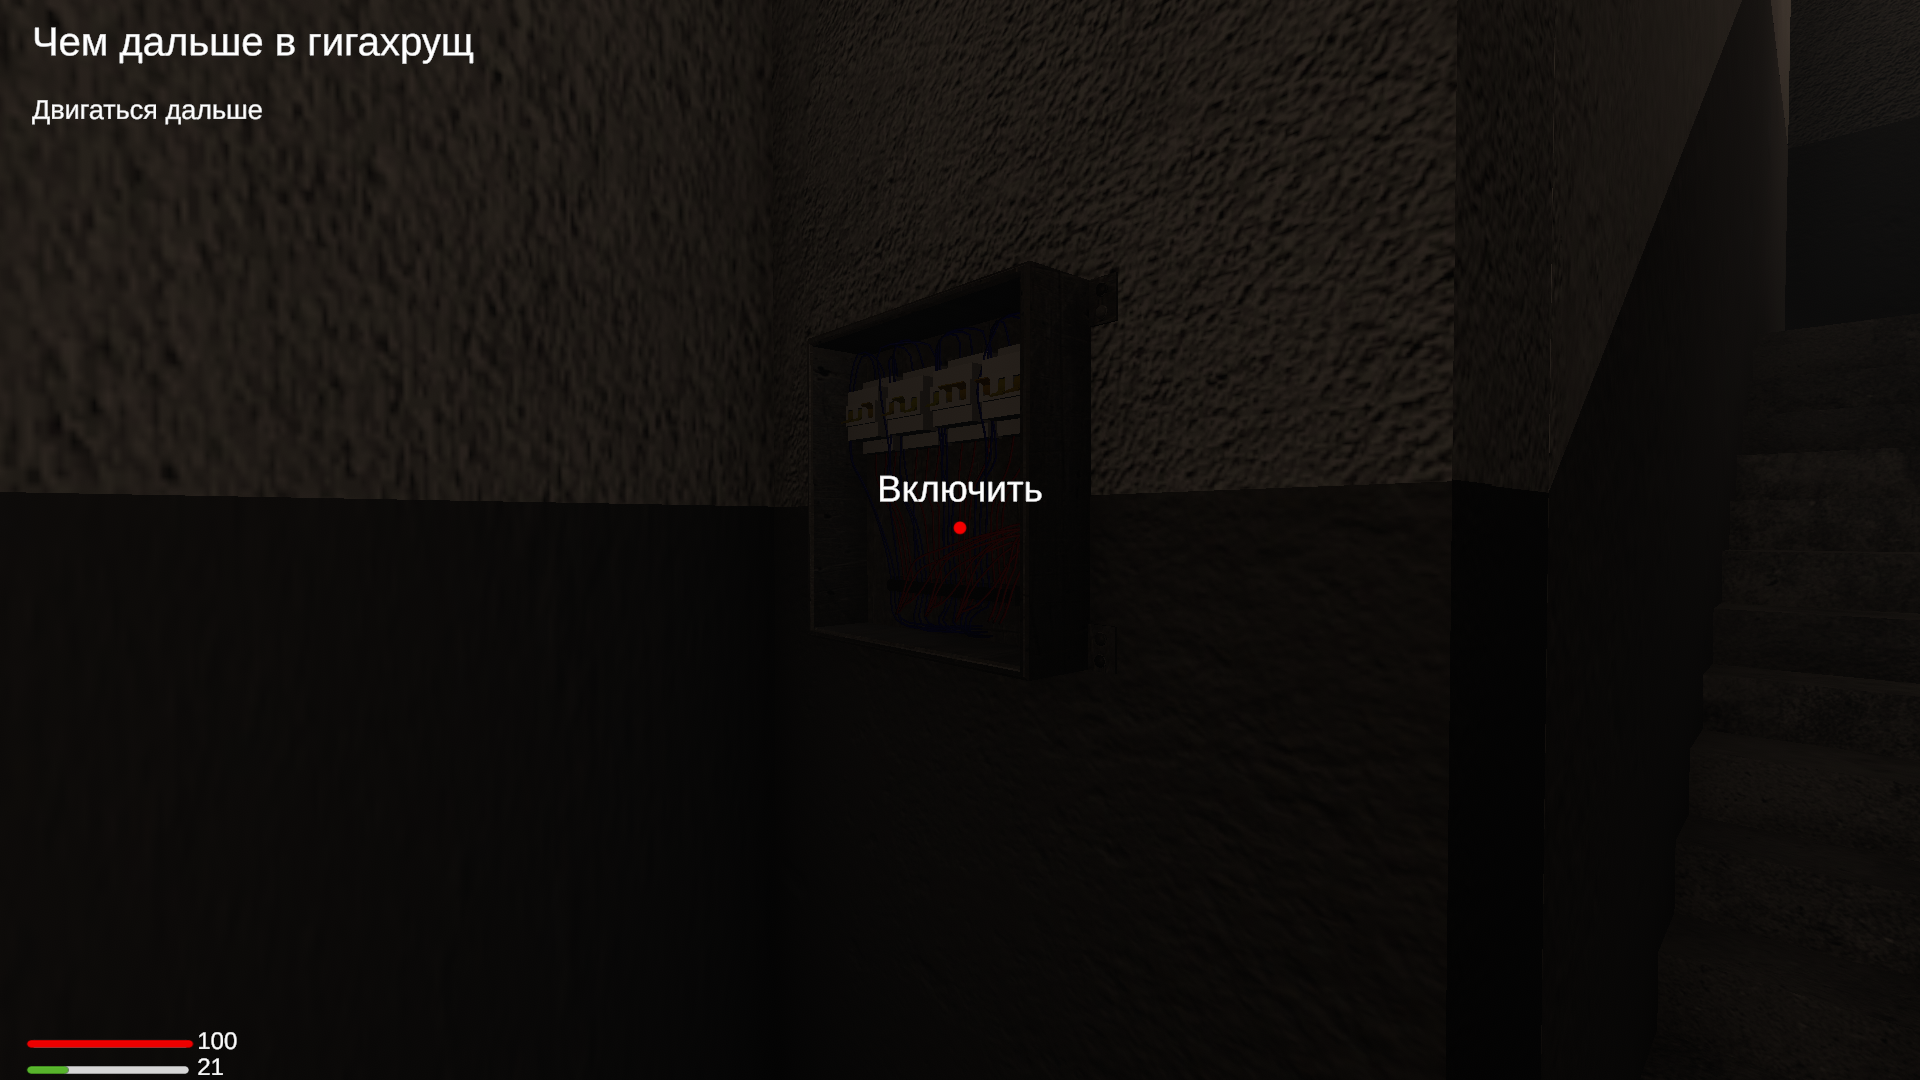 Чем дальше в гигахрущ
Двигаться дальше
Включить
100
21